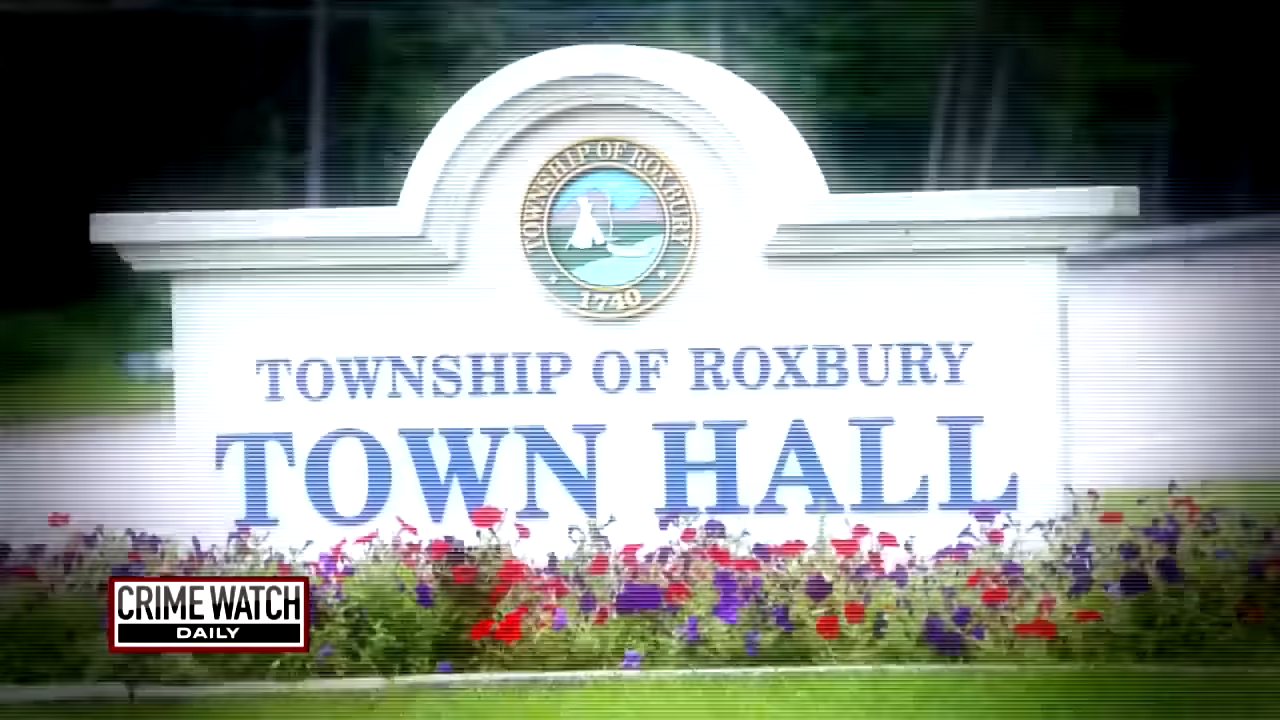 TOWNSHIP OF ROXBURY
1740
TOWNSHIP OF ROXBURY
TOWN HALL
CRIME WATCH
DAILY